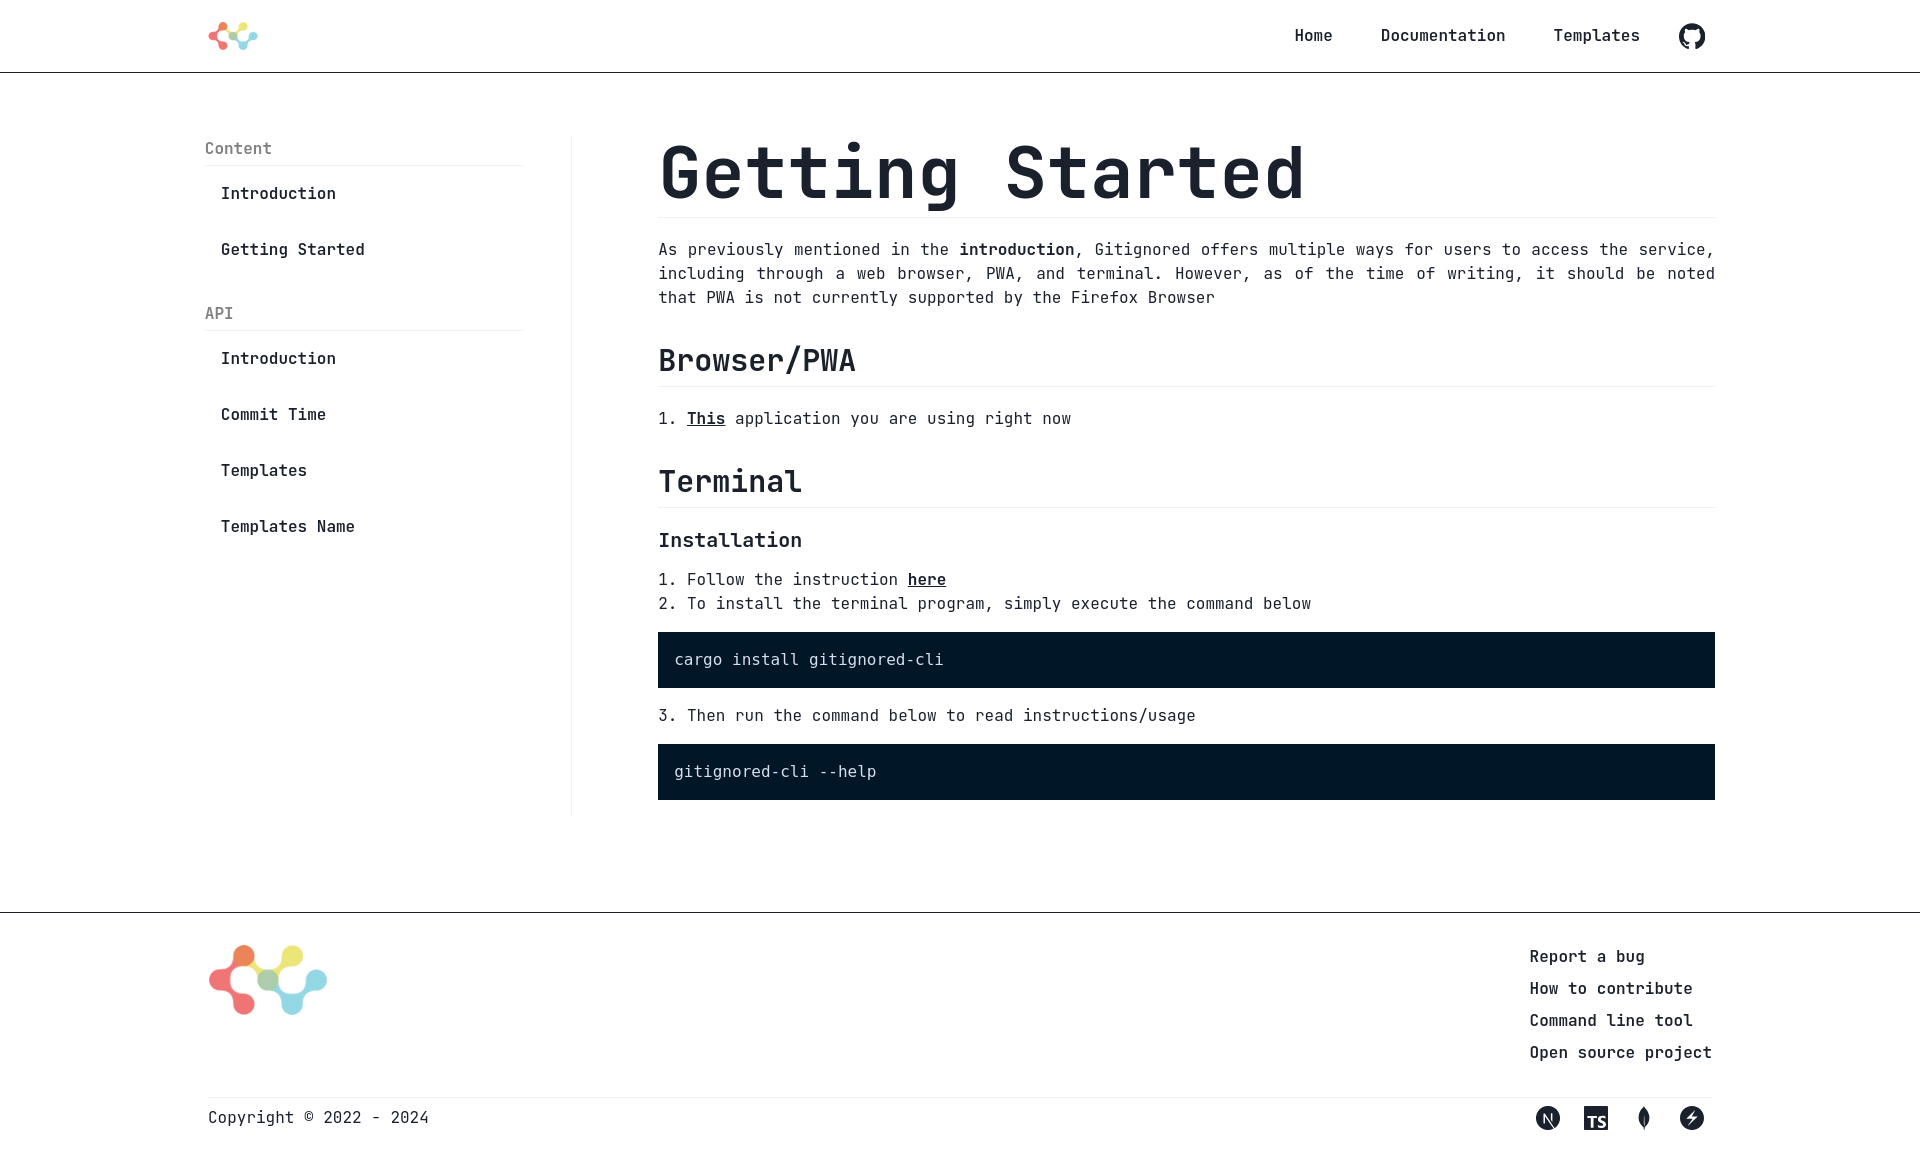 Home Documentation Templates
Content
Introduction
Getting Started
API
Introduction
Commit Time
Templates
Templates Name
Getting Started
As previously mentioned in the introduction, Gitignored offers multiple ways for users to access the service,
including through a web browser, PWA, and terminal. However, as of the time of writing, it should be noted
that PWA is not currently supported by the Firefox Browser
Browser/PWA
1. This application you are using right now
Terminal
Installation
1. Follow the instruction here
2. To install the terminal program, simply execute the command below
cargo install gitignored-cli
3. Then run the command below to read instructions/usage
gitignored-cli --help
Report a bug
How to contribute
Command line tool
Open source project
Copyright © 2022 - 2024
N TS